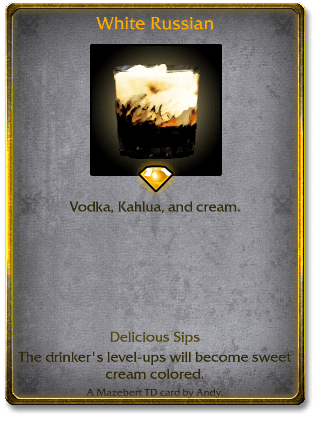 White Russian
Vodka, Kahlua, and cream.
Delicious Sips
The drinker's level-ups will become sweet
cream colored.
A Mazebert TD card by Andy.